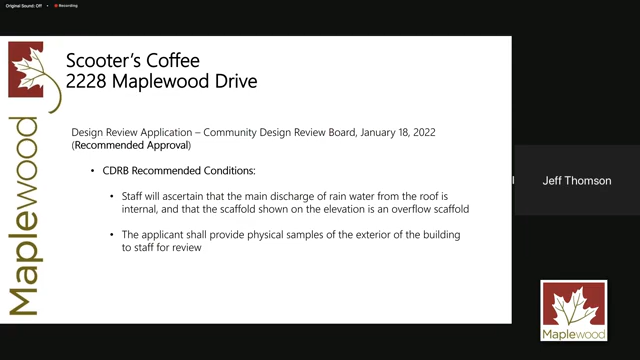 Original Sound: Off
Recording
Scooter's Coffee
2228 Maplewood Drive
Maplewood
Design Review Application – Community Design Review Board, January 18, 2022
(Recommended Approval)
• CDRB Recommended Conditions:
• Staff will ascertain that the main discharge of rain water from the roof is
internal, and that the scaffold shown on the elevation is an overflow scaffold
• The applicant shall provide physical samples of the exterior of the building
to staff for review
Jeff Thomson
Maplewood